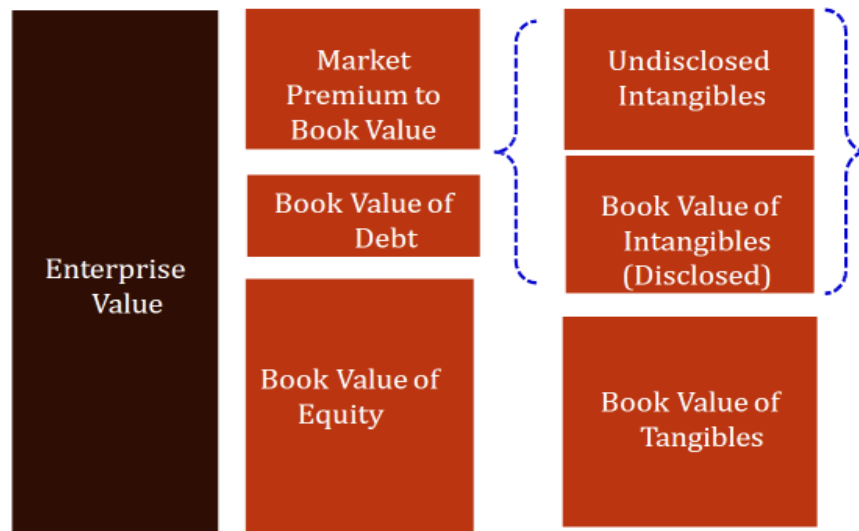 Enterprise
Value
Market
Premium to
Book Value
Book Value of
Debt
Book Value of
Equity
Undisclosed
Intangibles
Book Value of
Intangibles
(Disclosed)
Book Value of
Tangibles